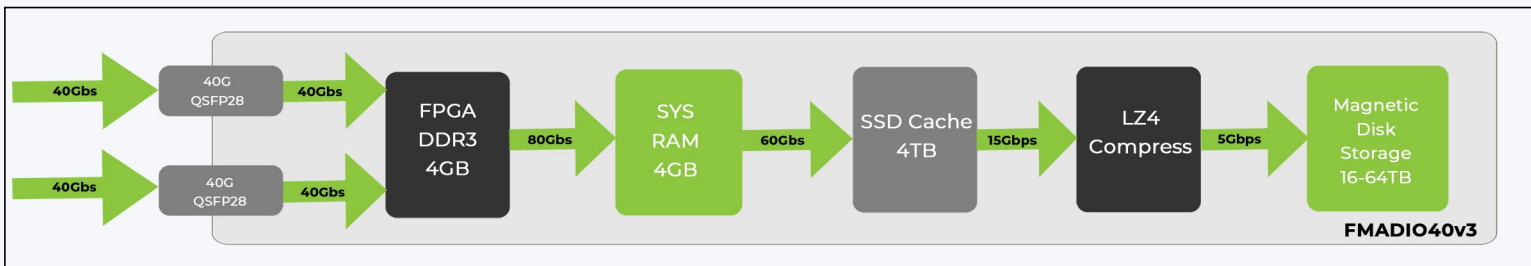 40Gbs
40G
QSFP28
40Gbs
40Gbs
40G
QSFP28
40Gbs
FPGA
DDR3
4GB
80Gbs
SYS
RAM
4GB
60Gbs
SSD Cache
4TB
15Gbps
LZ4
Compress
5Gbps
Magnetic
Disk
Storage
16-64TB
FMADIO40v3